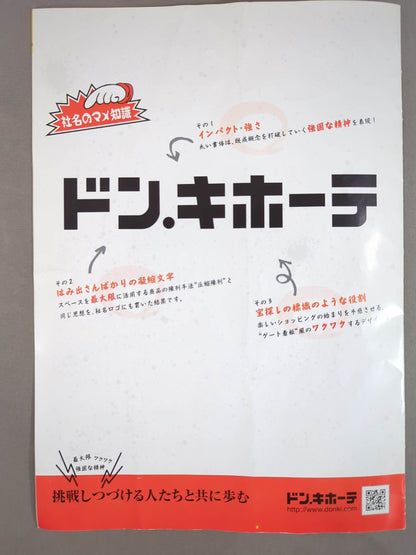 社名のマメ知識
その1
インパクト・強さ
太い書体は、既成概念を打破していく強固な精神を表現!
ドン.キホーテ
その2
はみ出さんばかりの凝縮文字
スペースを最大限に活用する商品の陳列手法"圧縮陳列"と
同じ思想を、社名ロゴにも貫いた結果です。
その3
宝探しの標識のような役割
楽しいショッピングの始まりを予感させる、
"ゲート看板"風のワクワクするデザイン
最大限 ワクワク
強固な精神
挑戦しつづける人たちと共に歩む
ドン.キホーテ
http://www.donki.com